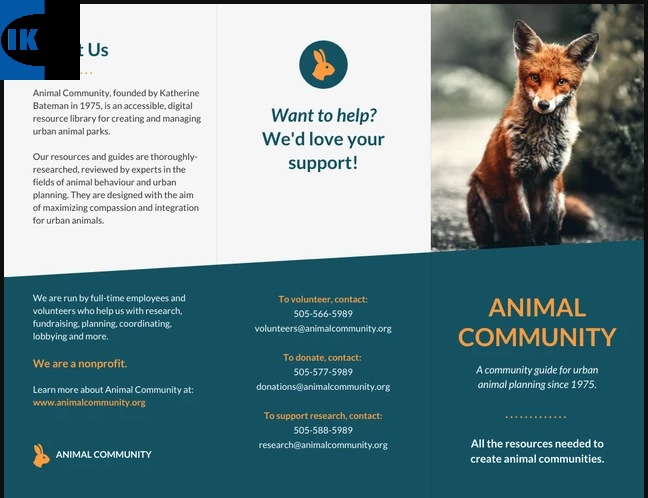 IK
t Us
Animal Community, founded by Katherine
Bateman in 1975, is an accessible, digital
resource library for creating and managing
urban animal parks.
Our resources and guides are thoroughly-
researched, reviewed by experts in the
fields of animal behaviour and urban
planning. They are designed with the aim
of maximizing compassion and integration
for urban animals.
We are run by full-time employees and
volunteers who help us with research,
fundraising, planning, coordinating,
lobbying and more.
We are a nonprofit.
Learn more about Animal Community at:
www.animalcommunity.org
ANIMAL COMMUNITY
Want to help?
We'd love your
support!
To volunteer, contact:
505-566-5989
volunteers@animalcommunity.org
To donate, contact:
505-577-5989
donations@animalcommunity.org
To support research, contact:
505-588-5989
research@animalcommunity.org
ANIMAL
COMMUNITY
A community guide for urban
animal planning since 1975.
All the resources needed to
create animal communities.